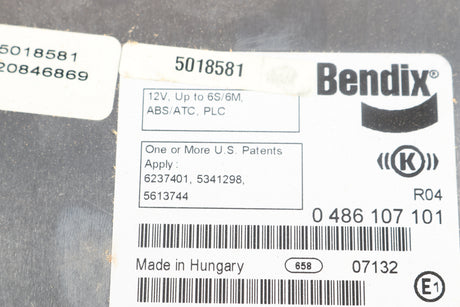 5018581
20846869
5018581
Bendix®
12V, Up to 6S/6M,
ABS/ATC, PLC
One or More U.S. Patents
Apply :
6237401, 5341298,
5613744
K
R04
0 486 107 101
Made in Hungary
658
07132
E1